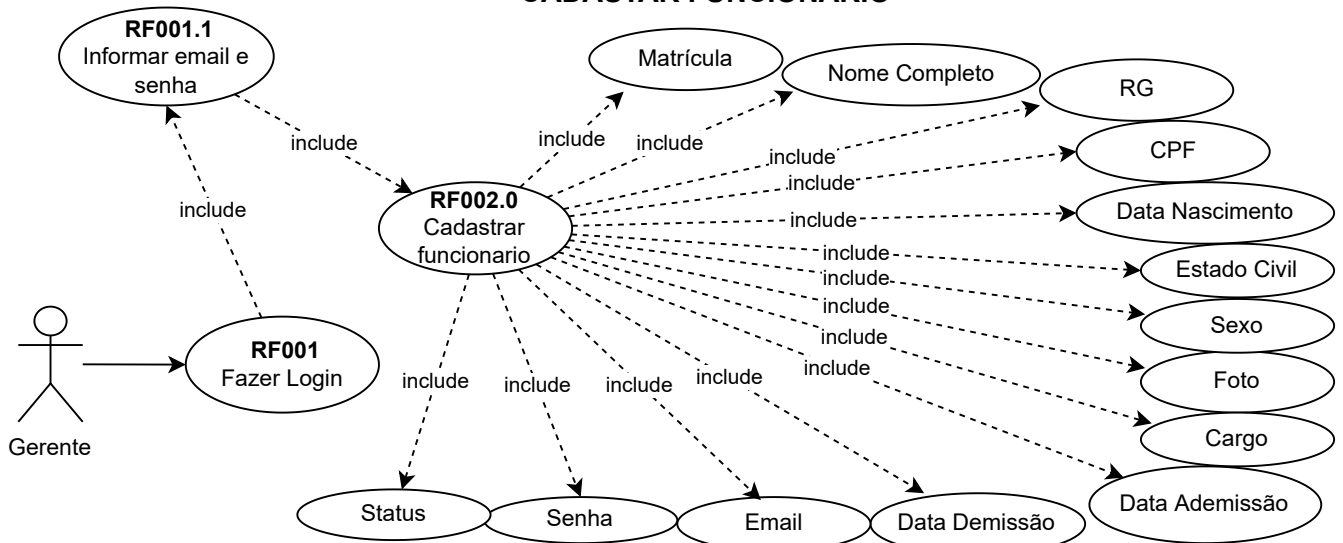 CADASTAR FUNCIONARIO
RF001.1
Informar email e
senha
Matrícula
Nome Completo
RG
CPF
Data Nascimento
Estado Civil
Sexo
Foto
Cargo
Data Ademissão
include
include
include
include
include
include
include
include
include
include
include
include
RF002.0
Cadastrar
funcionario
RF001
Fazer Login
Gerente
include
include
include
include
Status
Senha
Email
Data Demissão